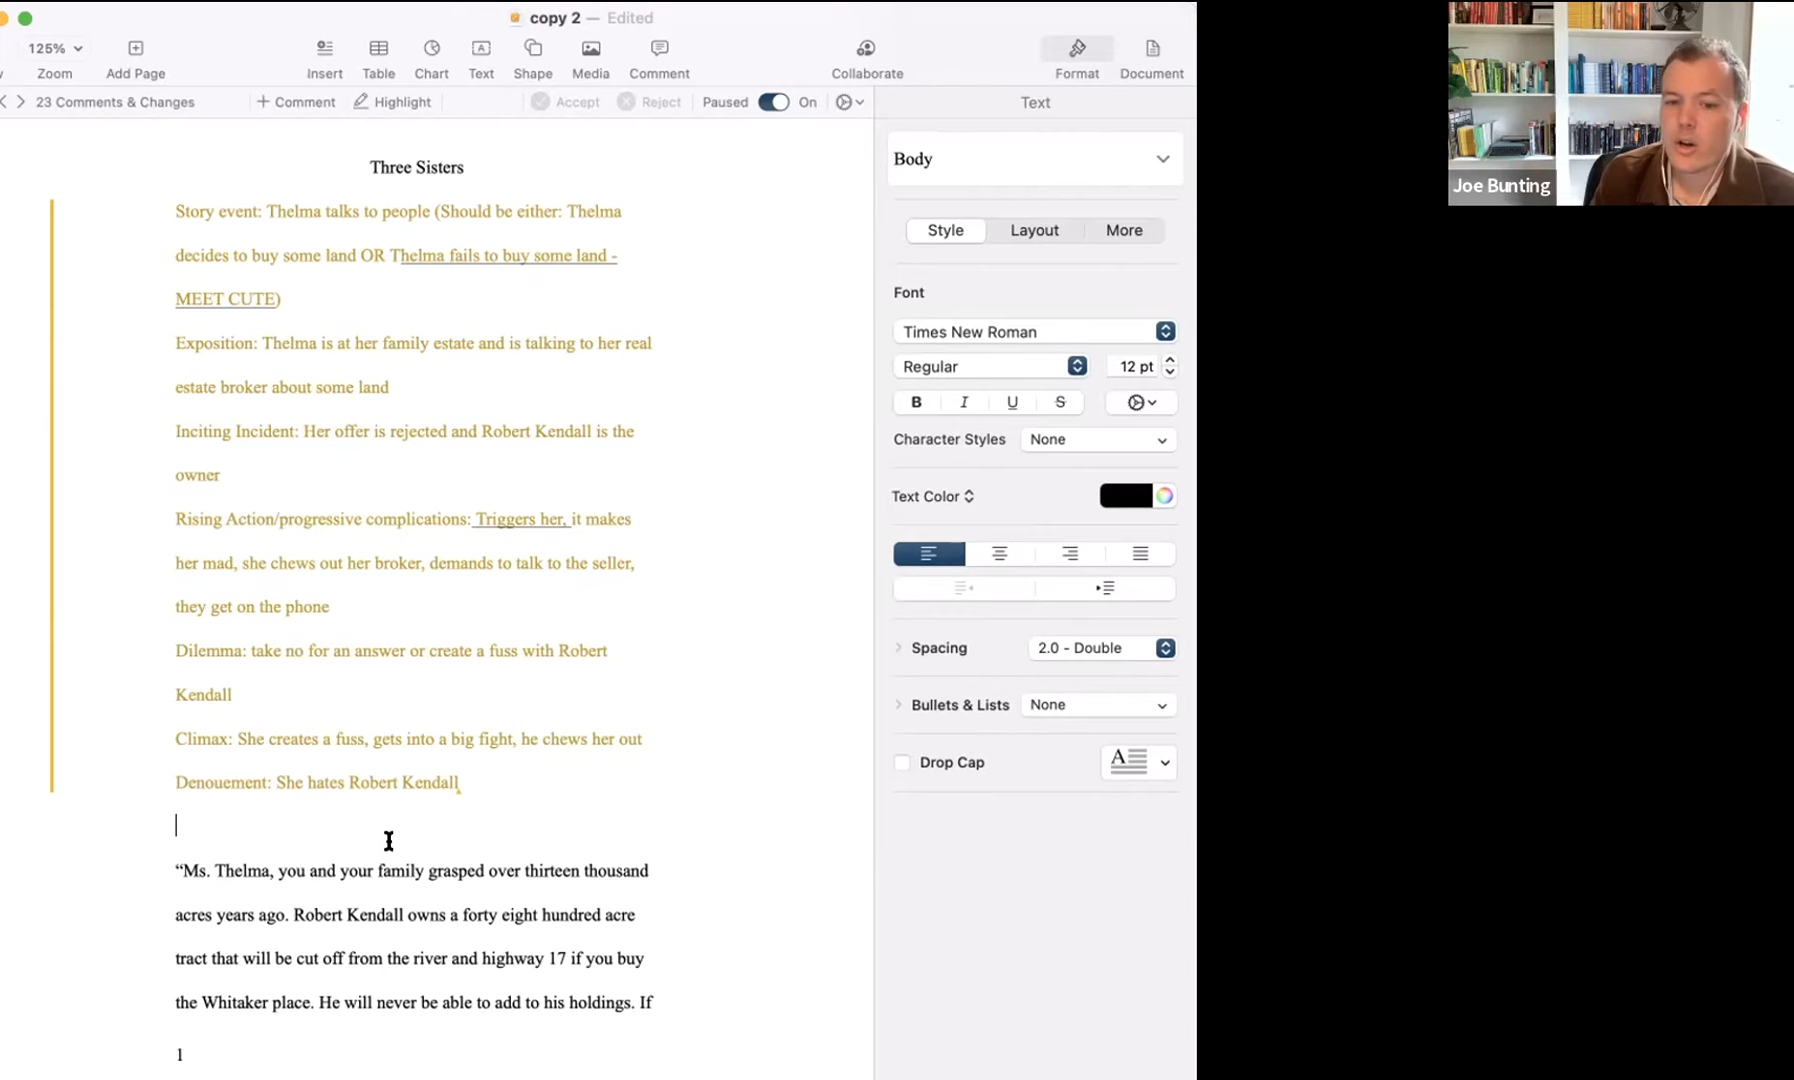 copy 2 — Edited
125%
Zoom
Add Page
Insert
Table
Chart
Text
Shape
Media
Comment
Collaborate
Format
Document
23 Comments & Changes
+ Comment
Highlight
Accept
Reject
Paused
On
Text
Three Sisters
Story event: Thelma talks to people (Should be either: Thelma
decides to buy some land OR Thelma fails to buy some land -
MEET CUTE)
Exposition: Thelma is at her family estate and is talking to her real
estate broker about some land
Inciting Incident: Her offer is rejected and Robert Kendall is the
owner
Rising Action/progressive complications: Triggers her, it makes
her mad, she chews out her broker, demands to talk to the seller,
they get on the phone
Dilemma: take no for an answer or create a fuss with Robert
Kendall
Climax: She creates a fuss, gets into a big fight, he chews her out
Denouement: She hates Robert Kendall
“Ms. Thelma, you and your family grasped over thirteen thousand
acres years ago. Robert Kendall owns a forty eight hundred acre
tract that will be cut off from the river and highway 17 if you buy
the Whitaker place. He will never be able to add to his holdings. If
1
Body
Style
Layout
More
Font
Times New Roman
Regular
12 pt
B
I
U
S
Character Styles
None
Text Color
Spacing
2.0 - Double
Bullets & Lists
None
Drop Cap
A
Joe Bunting